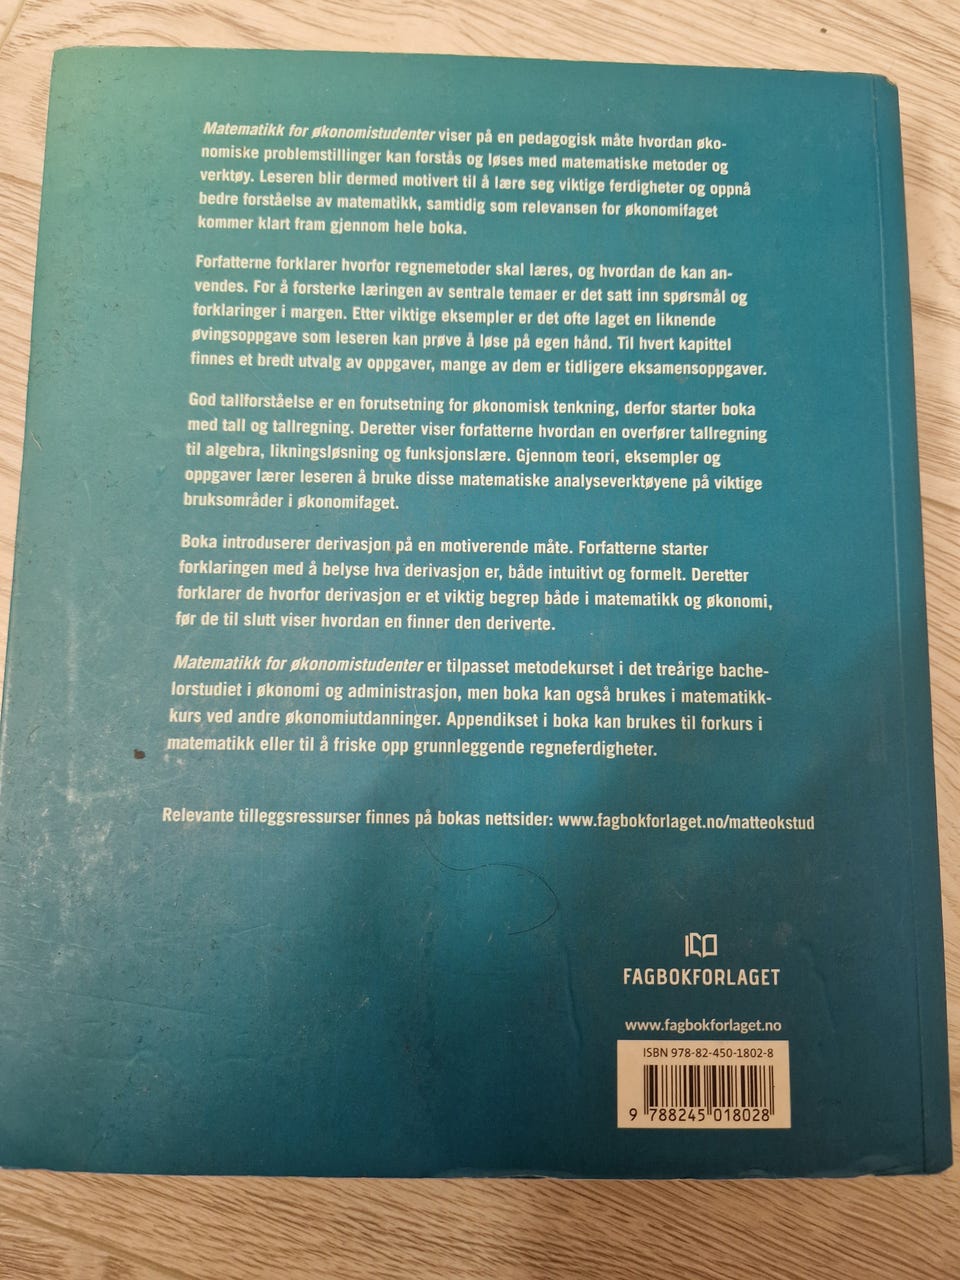 Matematikk for økonomistudenter viser på en pedagogisk måte hvordan øko-
nomiske problemstillinger kan forstås og løses med matematiske metoder og
verktøy. Leseren blir dermed motivert til å lære seg viktige ferdigheter og oppnå
bedre forståelse av matematikk, samtidig som relevansen for økonomifaget
kommer klart fram gjennom hele boka.
Forfatterne forklarer hvorfor regnemetoder skal læres, og hvordan de kan an-
vendes. For å forsterke læringen av sentrale temaer er det satt inn spørsmål og
forklaringer i margen. Etter viktige eksempler er det ofte laget en liknende
øvingsoppgave som leseren kan prøve å løse på egen hånd. Til hvert kapittel
finnes et bredt utvalg av oppgaver, mange av dem er tidligere eksamensoppgaver.
God tallforståelse er en forutsetning for økonomisk tenkning, derfor starter boka
med tall og tallregning. Deretter viser forfatterne hvordan en overfører tallregning
til algebra, likningsløsning og funksjonslære. Gjennom teori, eksempler og
oppgaver lærer leseren å bruke disse matematiske analyseverktøyene på viktige
bruksområder i økonomifaget.
Boka introduserer derivasjon på en motiverende måte. Forfatterne starter
forklaringen med å belyse hva derivasjon er, både intuitivt og formelt. Deretter
forklarer de hvorfor derivasjon er et viktig begrep både i matematikk og økonomi,
før de til slutt viser hvordan en finner den deriverte.
Matematikk for økonomistudenter er tilpasset metodekurset i det treårige bache-
lorstudiet i økonomi og administrasjon, men boka kan også brukes i matematikk-
kurs ved andre økonomiutdanninger. Appendikset i boka kan brukes til forkurs i
matematikk eller til å friske opp grunnleggende regneferdigheter.
Relevante tilleggsressurser finnes på bokas nettsider: www.fagbokforlaget.no/matteokstud
FAGBOKFORLAGET
www.fagbokforlaget.no
ISBN 978-82-450-1802-8
9 788245 018028